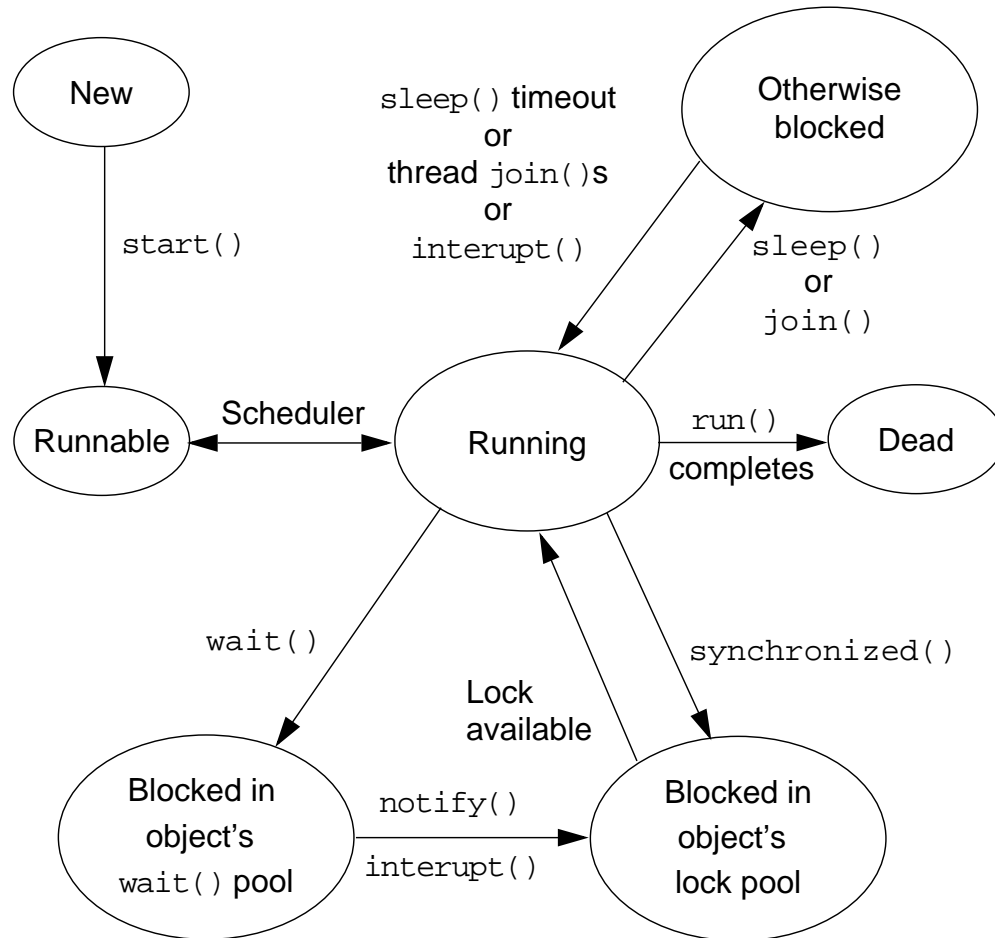 New
start()
Runnable
Scheduler
sleep() timeout
or
thread join()s
or
interupt()
Otherwise
blocked
sleep()
or
join()
Running
run()
completes
Dead
wait()
Lock
available
synchronized()
Blocked in
object’s
wait() pool
notify()
interupt()
Blocked in
object’s
lock pool